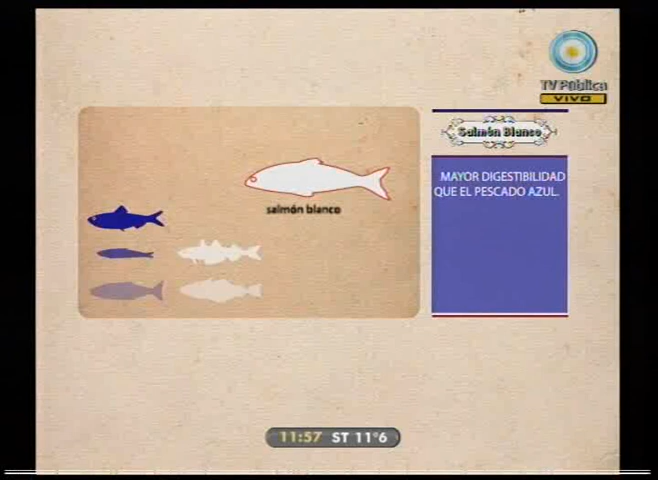 TV Pública
VIVO
Salmón Blanco
MAYOR DIGESTIBILIDAD
QUE EL PESCADO AZUL.
salmón blanco
11:57 ST 11°6